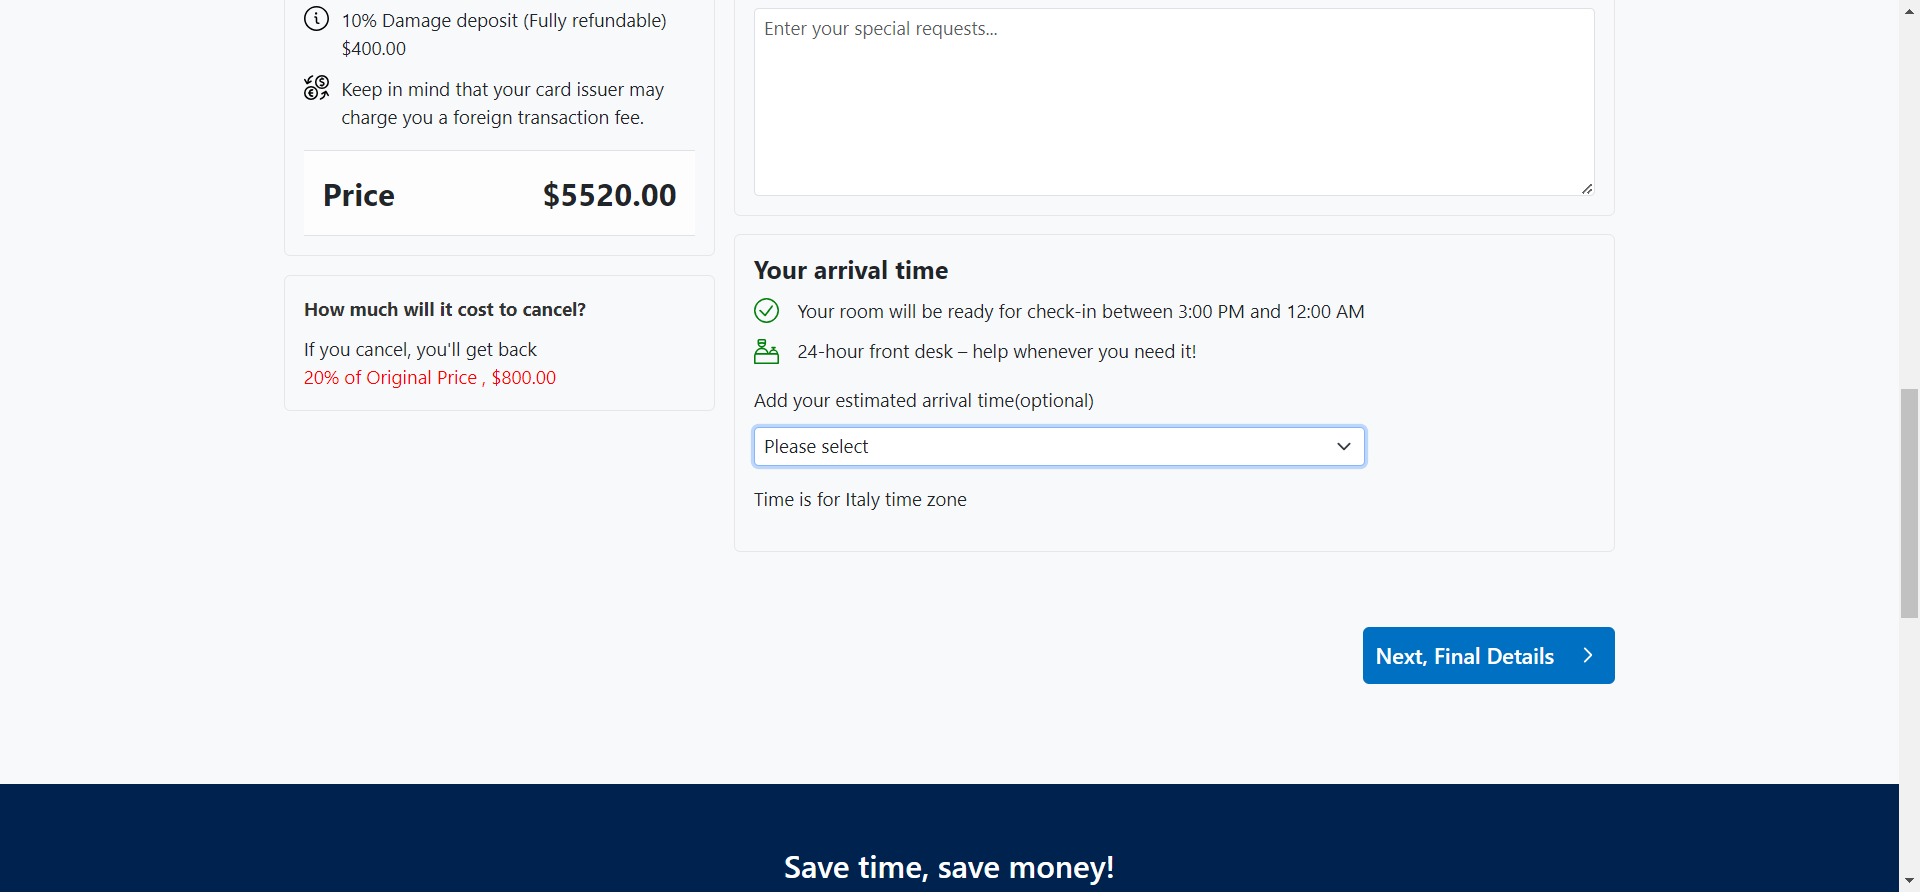 10% Damage deposit (Fully refundable)
$400.00
Keep in mind that your card issuer may
charge you a foreign transaction fee.
Price $5520.00
How much will it cost to cancel?
If you cancel, you'll get back
20% of Original Price , $800.00
Enter your special requests...
Your arrival time
Your room will be ready for check-in between 3:00 PM and 12:00 AM
24-hour front desk – help whenever you need it!
Add your estimated arrival time(optional)
Please select
Time is for Italy time zone
Next, Final Details
Save time, save money!